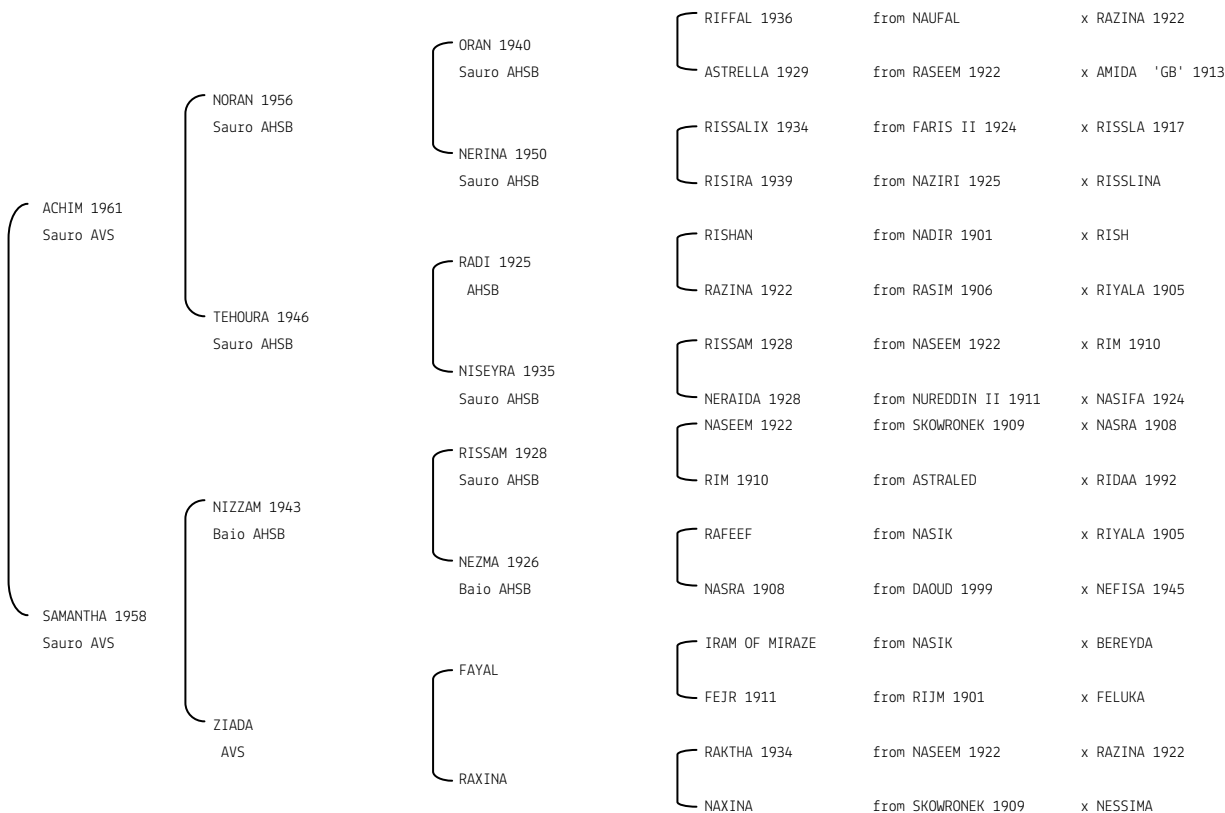 RIFFAL 1936 from NAUFAL x RAZINA 1922
ORAN 1940
Sauro AHSB
ASTRELLA 1929 from RASEEM 1922 x AMIDA 'GB' 1913
NORAN 1956
Sauro AHSB
RISSALIX 1934 from FARIS II 1924 x RISSLA 1917
NERINA 1950
Sauro AHSB
RISIRA 1939 from NAZIRI 1925 x RISSLINA
ACHIM 1961
Sauro AVS
RISHAN from NADIR 1901 x RISH
RADI 1925
AHSB
RAZINA 1922 from RASIM 1906 x RIYALA 1905
TEHOURA 1946
Sauro AHSB
RISSAM 1928 from NASEEM 1922 x RIM 1910
NISEYRA 1935
Sauro AHSB
NERAIDA 1928 from NUREDDIN II 1911 x NASIFA 1924
NASEEM 1922 from SKOWRONEK 1909 x NASRA 1908
RISSAM 1928
Sauro AHSB
RIM 1910 from ASTRALED x RIDAA 1992
NIZZAM 1943
Baio AHSB
RAFEEF from NASIK x RIYALA 1905
NEZMA 1926
Baio AHSB
NASRA 1908 from DAOUD 1999 x NEFISA 1945
SAMANTHA 1958
Sauro AVS
IRAM OF MIRAZE from NASIK x BEREYDA
FAYAL
FEJR 1911 from RIJM 1901 x FELUKA
ZIADA
AVS
RAKTHA 1934 from NASEEM 1922 x RAZINA 1922
RAXINA
NAXINA from SKOWRONEK 1909 x NESSIMA